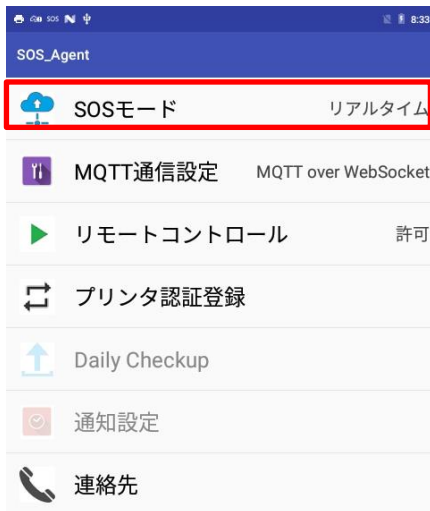 SOS 8:33
SOS_Agent
SOSモード リアルタイム
MQTT通信設定 MQTT over WebSocket
リモートコントロール 許可
プリンタ認証登録
Daily Checkup
通知設定
連絡先